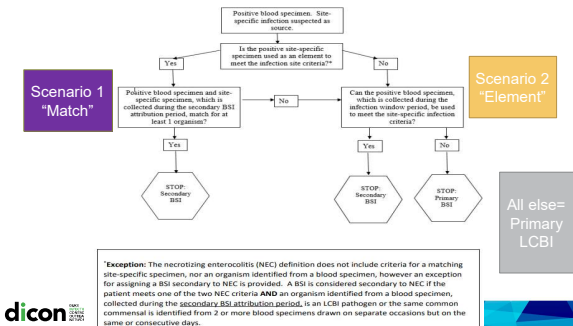 Positive blood specimen. Site-
specific infection suspected as
source.
Is the positive site-specific
specimen used as an element to
meet the infection site criteria?*
Yes
No
Scenario 1
"Match"
Positive blood specimen and site-
specific specimen, which is
collected during the secondary BSI
attribution period, match for at
least 1 organism?
No
Can the positive blood specimen,
which is collected during the
infection window period, be used
to meet the site-specific infection
criteria?
Scenario 2
"Element"
Yes
Yes
No
STOP:
Secondary
BSI
STOP:
Secondary
BSI
STOP:
Primary
BSI
All else=
Primary
LCBI
*Exception: The necrotizing enterocolitis (NEC) definition does not include criteria for a matching
site-specific specimen, nor an organism identified from a blood specimen, however an exception
for assigning a BSI secondary to NEC is provided. A BSI is considered secondary to NEC if the
patient meets one of the two NEC criteria AND an organism identified from a blood specimen,
collected during the secondary BSI attribution period, is an LCBI pathogen or the same common
commensal is identified from 2 or more blood specimens drawn on separate occasions but on the
same or consecutive days.
dicon